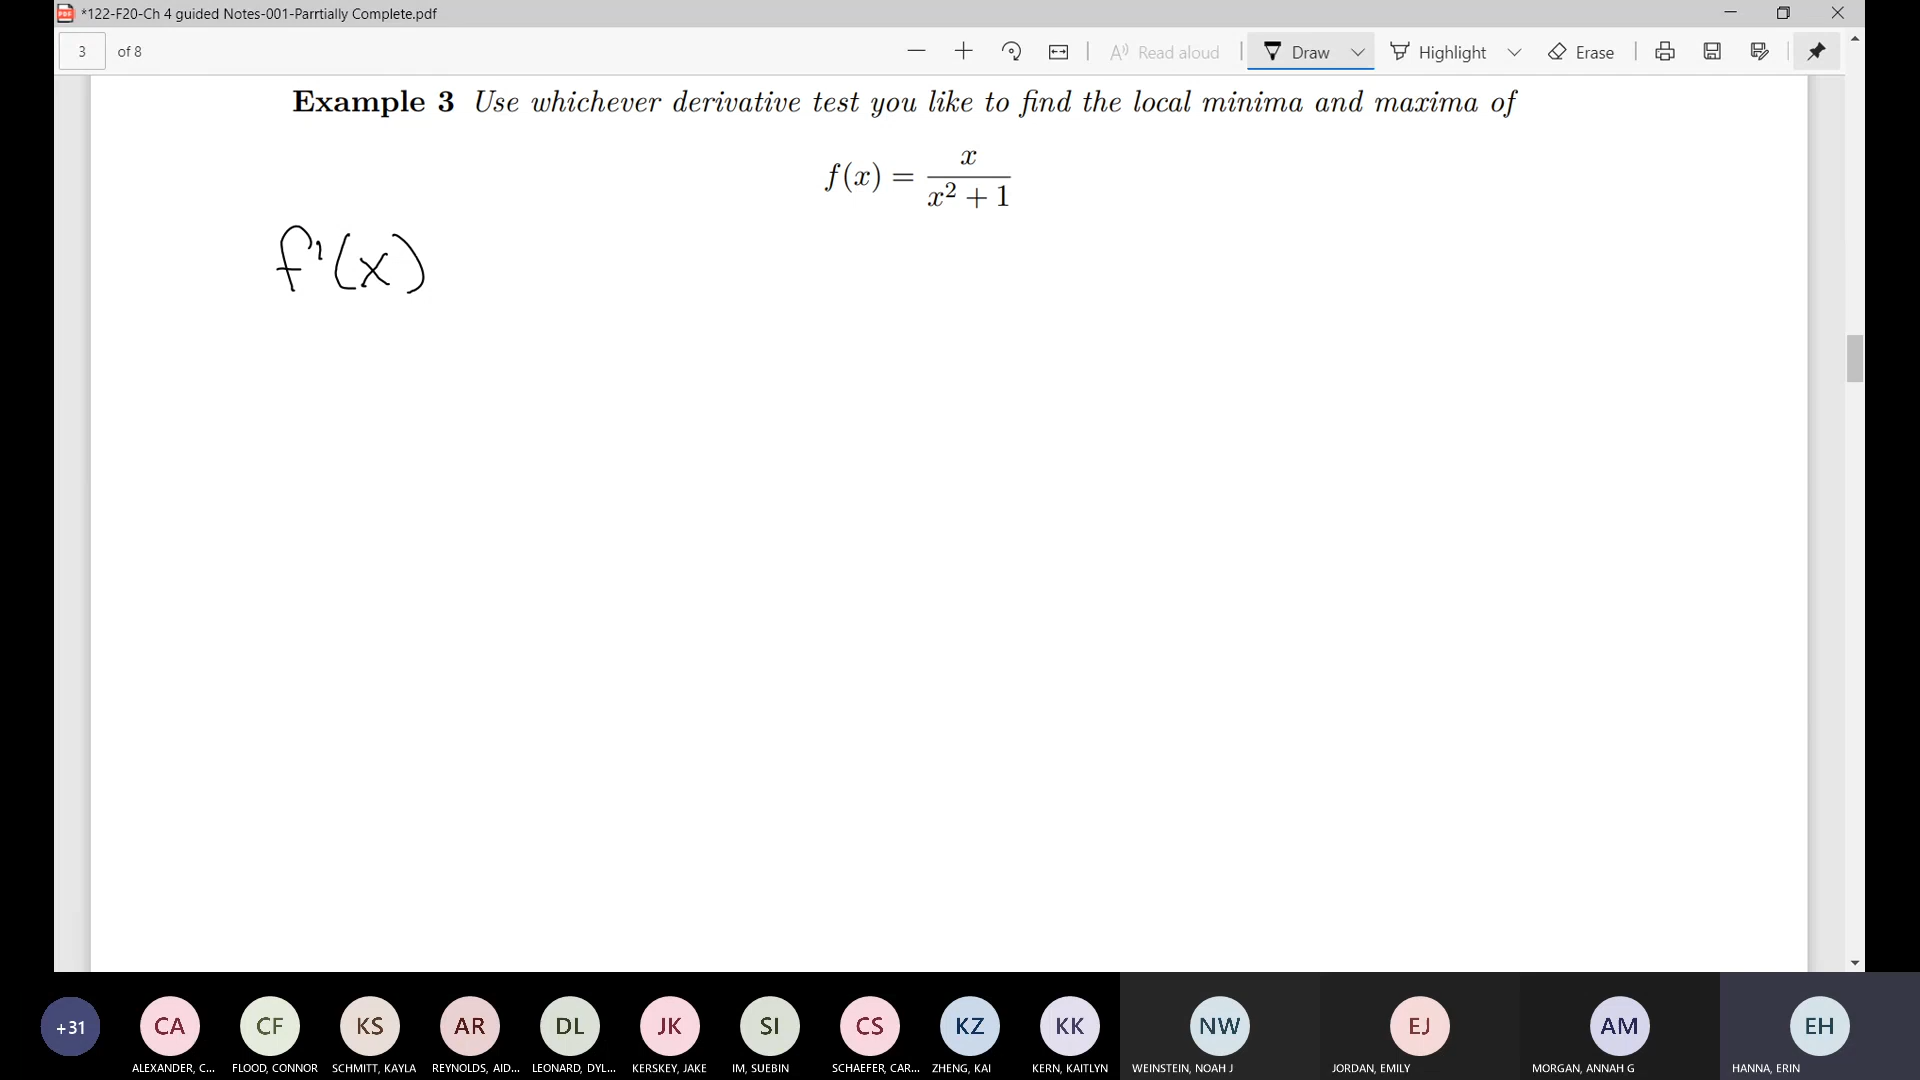 *122-F20-Ch 4 guided Notes-001-Parrtially Complete.pdf
3 of 8 Read aloud Draw Highlight Erase
Example 3 Use whichever derivative test you like to find the local minima and maxima of
f(x) = x / (x² + 1)
f'(x)
+31 CA CF KS AR DL JK SI CS KZ KK NW EJ AM EH
ALEXANDER, C... FLOOD, CONNOR SCHMITT, KAYLA REYNOLDS, AID... LEONARD, DYL... KERSKEY, JAKE IM, SUEBIN SCHAEFER, CAR... ZHENG, KAI KERN, KAITLYN WEINSTEIN, NOAH J JORDAN, EMILY MORGAN, ANNAH G HANNA, ERIN